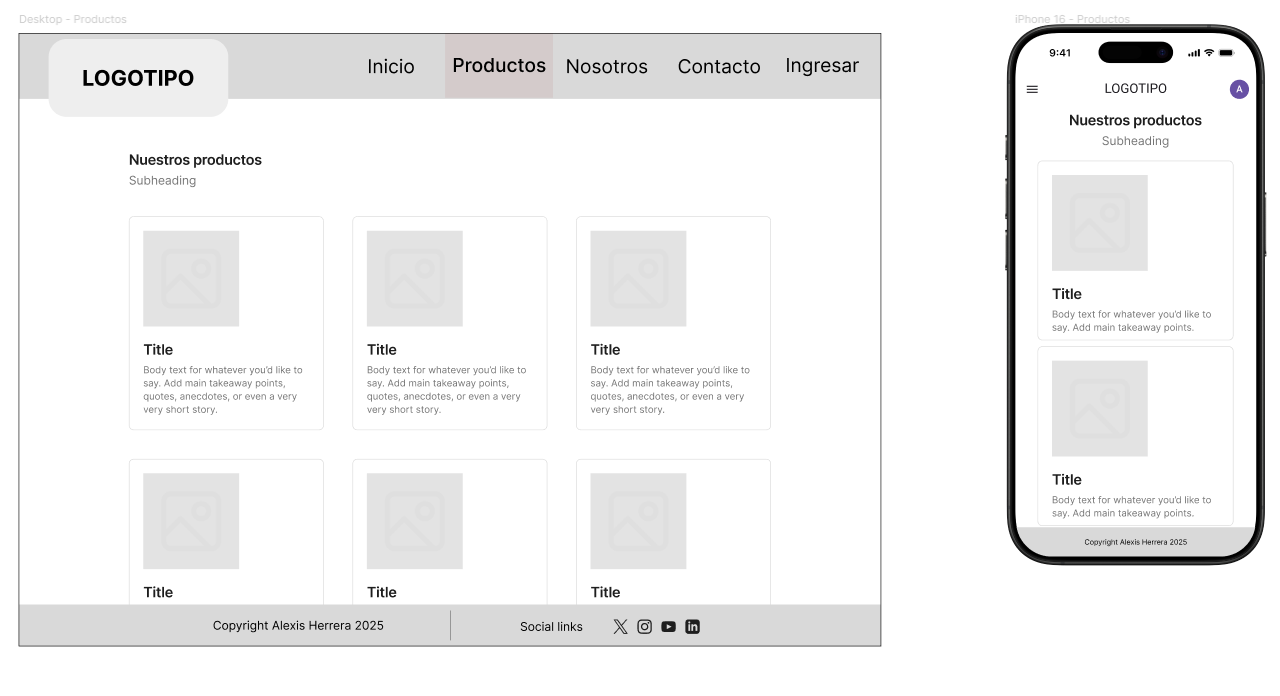 Desktop - Productos
LOGOTIPO
Inicio
Productos
Nosotros
Contacto
Ingresar
Nuestros productos
Subheading
Title
Body text for whatever you'd like to
say. Add main takeaway points,
quotes, anecdotes, or even a very
very short story.
Title
Body text for whatever you'd like to
say. Add main takeaway points,
quotes, anecdotes, or even a very
very short story.
Title
Body text for whatever you'd like to
say. Add main takeaway points,
quotes, anecdotes, or even a very
very short story.
Title
Title
Title
Copyright Alexis Herrera 2025
Social links
iPhone 16 - Productos
9:41
LOGOTIPO
A
Nuestros productos
Subheading
Title
Body text for whatever you'd like to
say. Add main takeaway points.
Title
Body text for whatever you'd like to
say. Add main takeaway points.
Copyright Alexis Herrera 2025